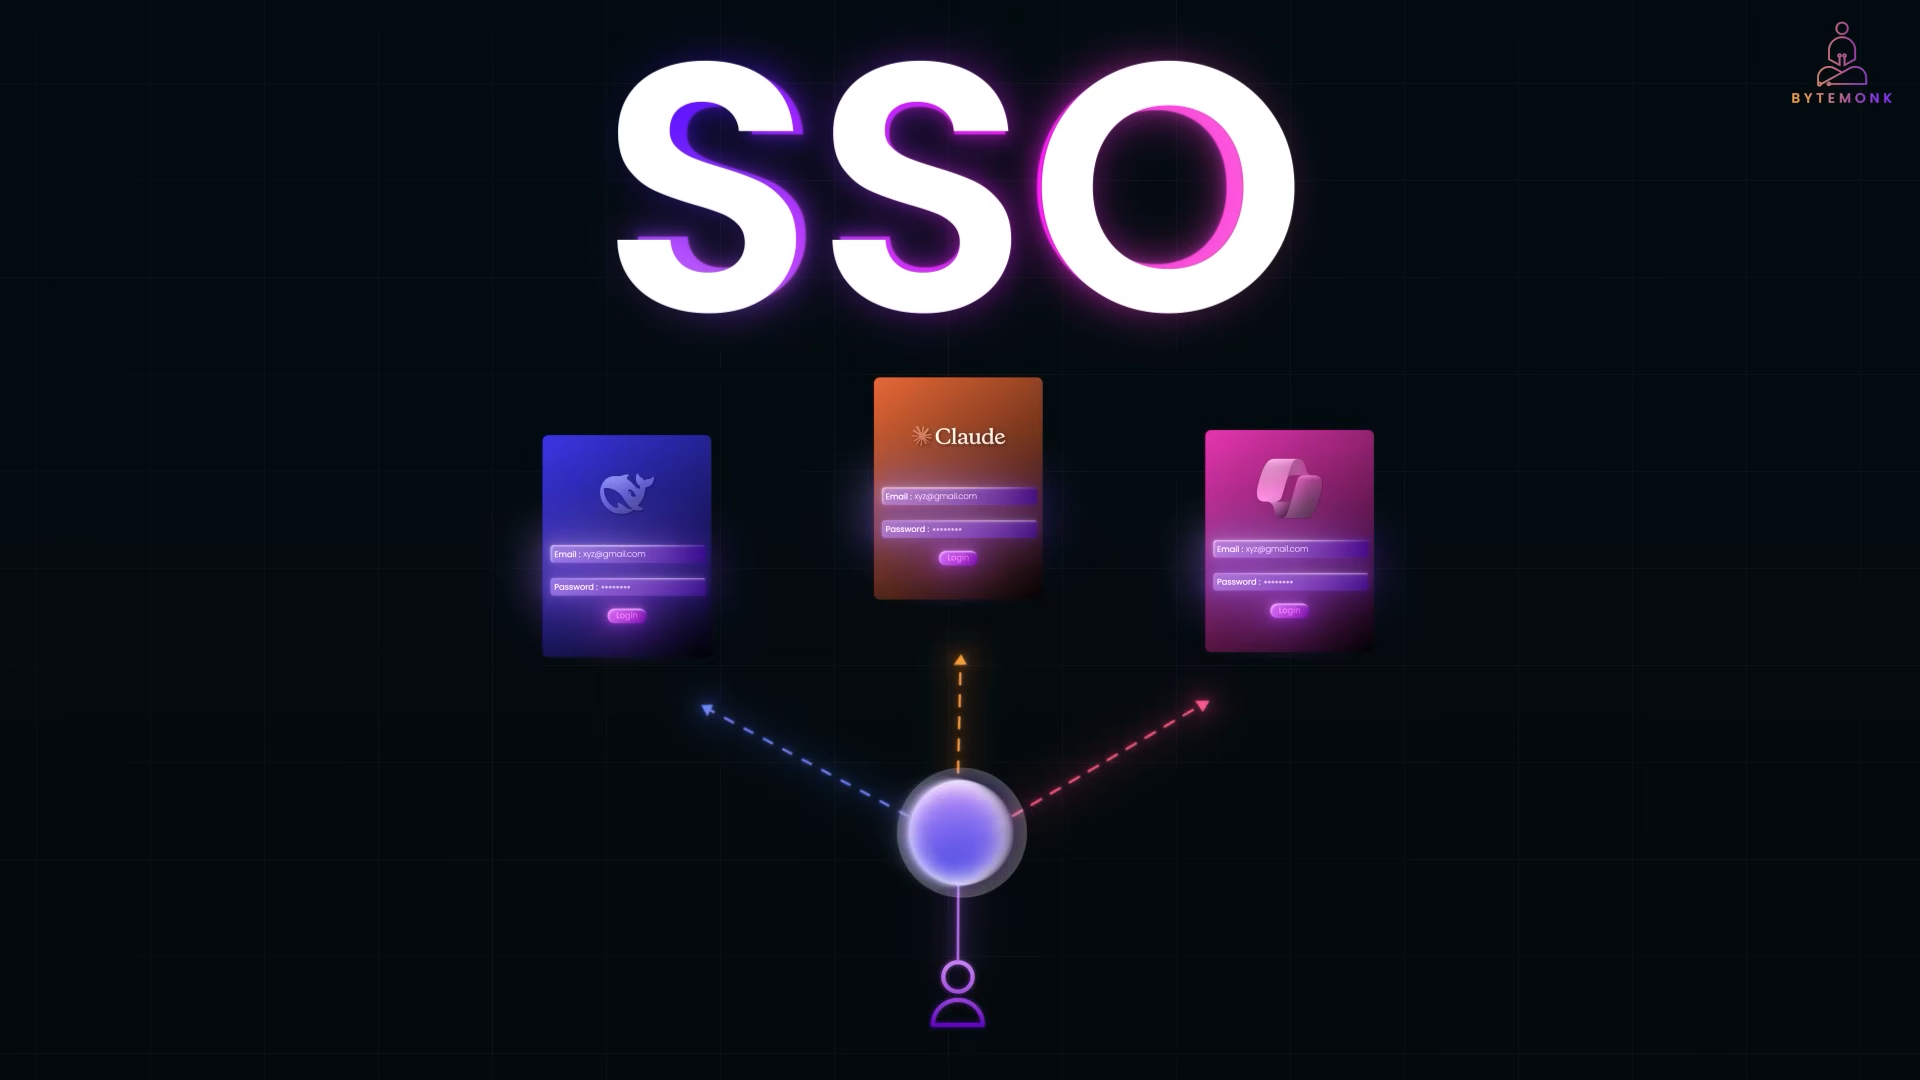 SSO
BYTEMONK
Claude
Email : xyz@gmail.com
Password : ••••••••
Login
Email : xyz@gmail.com
Password : ••••••••
Login
Email : xyz@gmail.com
Password : ••••••••
Login